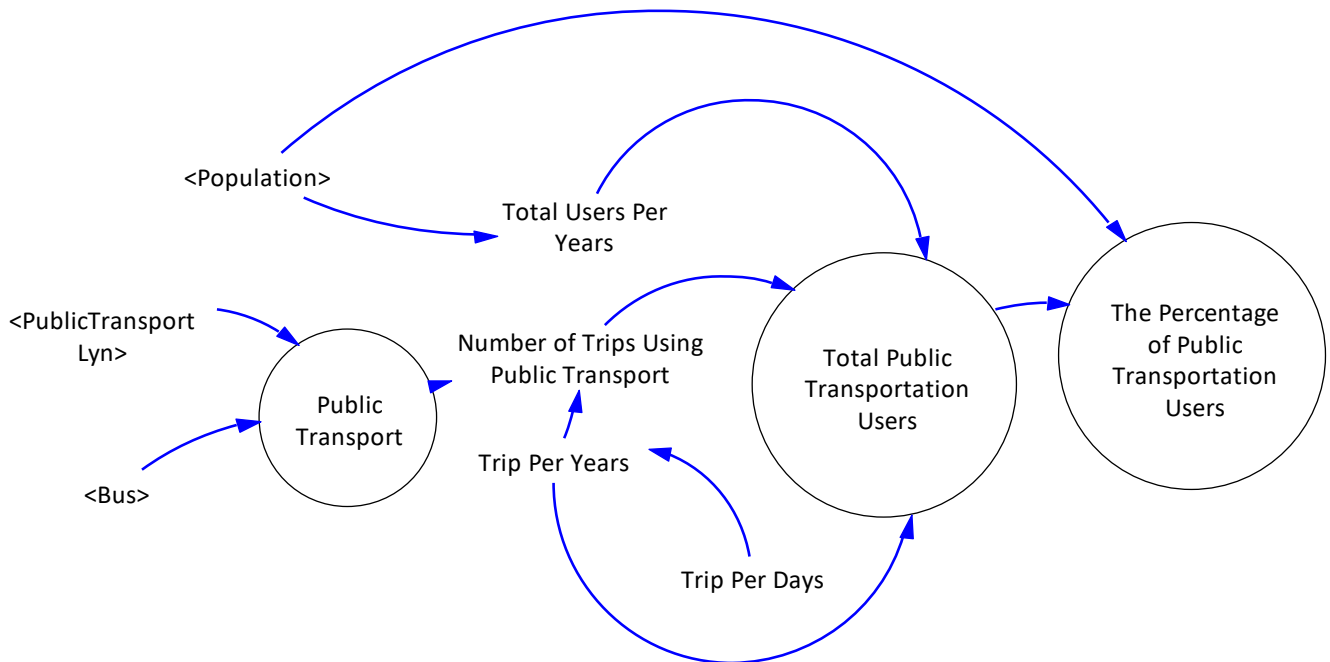 <Population>
Total Users Per
Years
<PublicTransport
Lyn>
Public
Transport
<Bus>
Number of Trips Using
Public Transport
Trip Per Years
Trip Per Days
Total Public
Transportation
Users
The Percentage
of Public
Transportation
Users